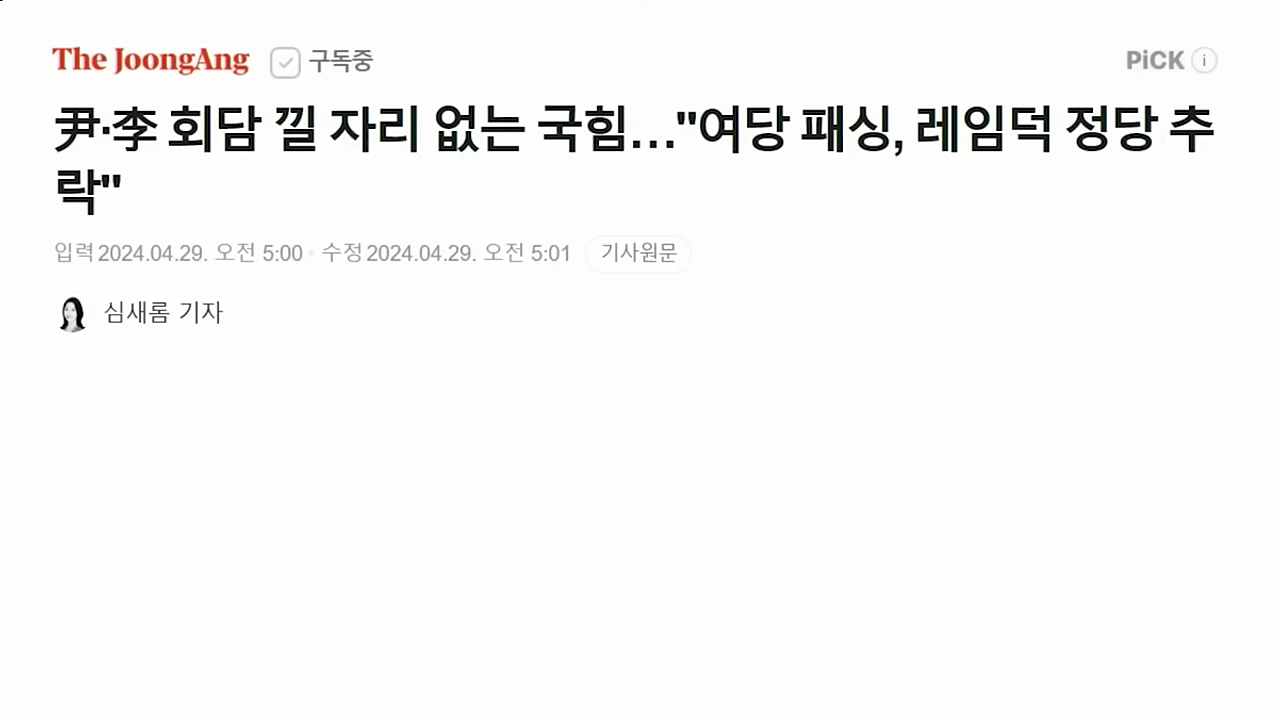 The JoongAng 구독중 PiCK i
尹·李 회담 낄 자리 없는 국힘…"여당 패싱, 레임덕 정당 추
락"
입력 2024.04.29. 오전 5:00 · 수정 2024.04.29. 오전 5:01 기사원문
심새롬 기자